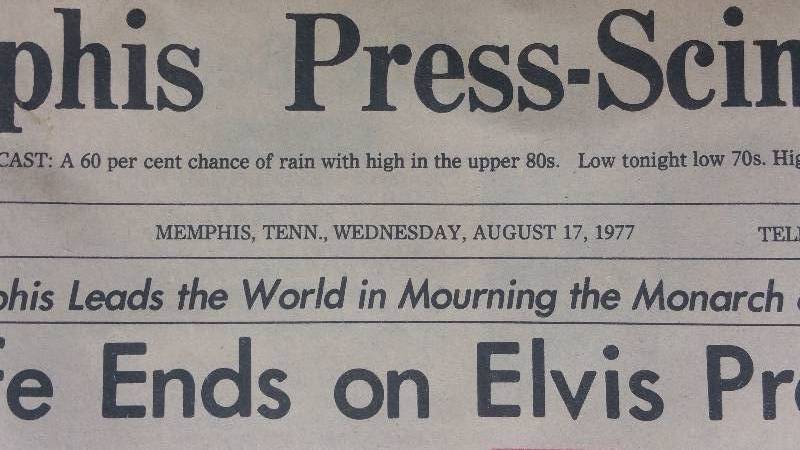 phis Press-Scim
CAST: A 60 per cent chance of rain with high in the upper 80s. Low tonight low 70s. Hig
MEMPHIS, TENN., WEDNESDAY, AUGUST 17, 1977 TELE
phis Leads the World in Mourning the Monarch
fe Ends on Elvis Pre